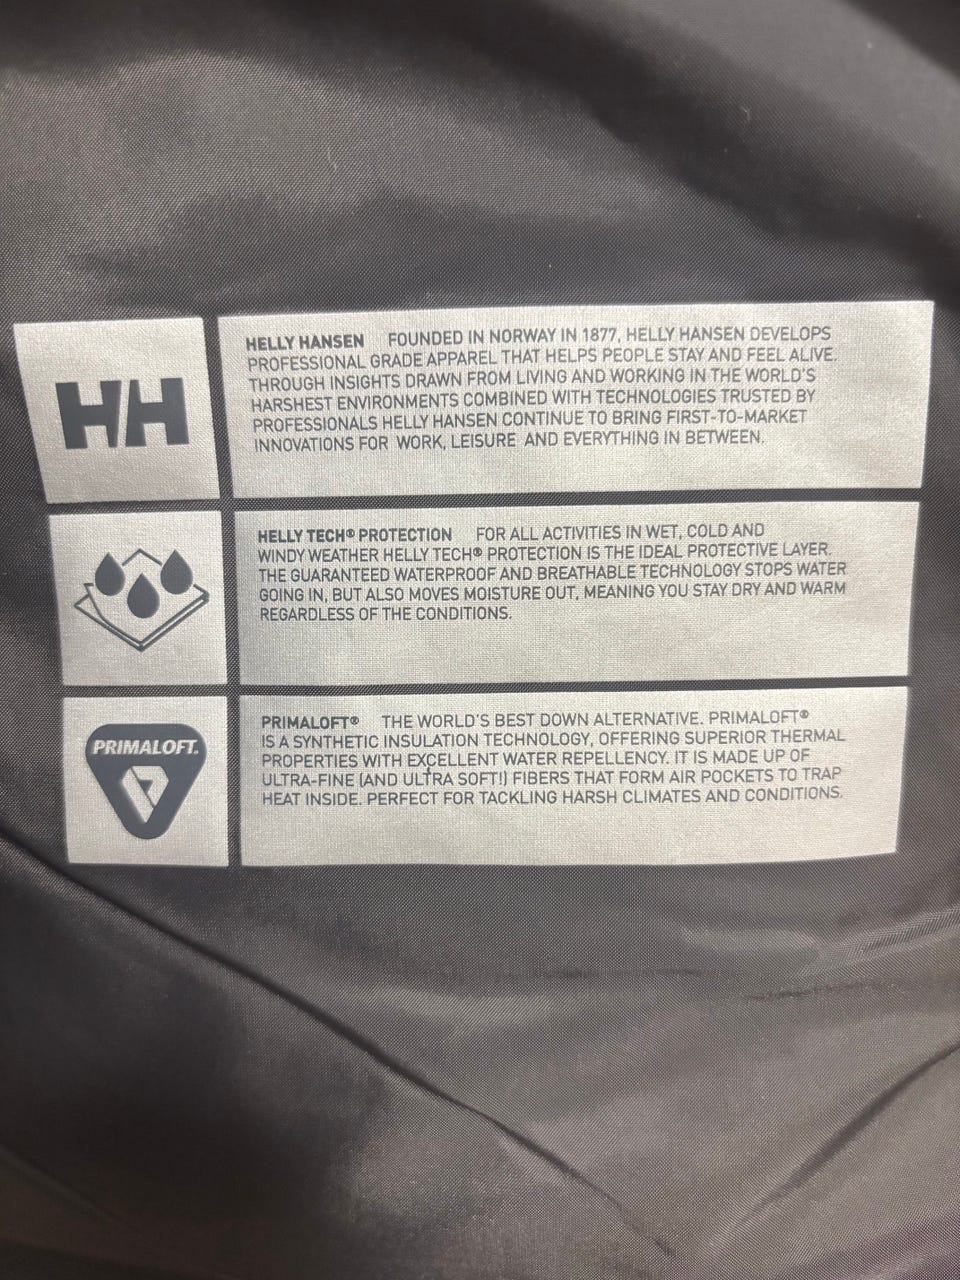 HELLY HANSEN FOUNDED IN NORWAY IN 1877, HELLY HANSEN DEVELOPS
PROFESSIONAL GRADE APPAREL THAT HELPS PEOPLE STAY AND FEEL ALIVE.
THROUGH INSIGHTS DRAWN FROM LIVING AND WORKING IN THE WORLD'S
HARSHEST ENVIRONMENTS COMBINED WITH TECHNOLOGIES TRUSTED BY
PROFESSIONALS HELLY HANSEN CONTINUE TO BRING FIRST-TO-MARKET
INNOVATIONS FOR WORK, LEISURE AND EVERYTHING IN BETWEEN.
HH
HELLY TECH® PROTECTION FOR ALL ACTIVITIES IN WET, COLD AND
WINDY WEATHER HELLY TECH® PROTECTION IS THE IDEAL PROTECTIVE LAYER.
THE GUARANTEED WATERPROOF AND BREATHABLE TECHNOLOGY STOPS WATER
GOING IN, BUT ALSO MOVES MOISTURE OUT, MEANING YOU STAY DRY AND WARM
REGARDLESS OF THE CONDITIONS.
PRIMALOFT® THE WORLD'S BEST DOWN ALTERNATIVE. PRIMALOFT®
IS A SYNTHETIC INSULATION TECHNOLOGY, OFFERING SUPERIOR THERMAL
PROPERTIES WITH EXCELLENT WATER REPELLENCY. IT IS MADE UP OF
ULTRA-FINE (AND ULTRA SOFT!) FIBERS THAT FORM AIR POCKETS TO TRAP
HEAT INSIDE. PERFECT FOR TACKLING HARSH CLIMATES AND CONDITIONS.
PRIMALOFT.